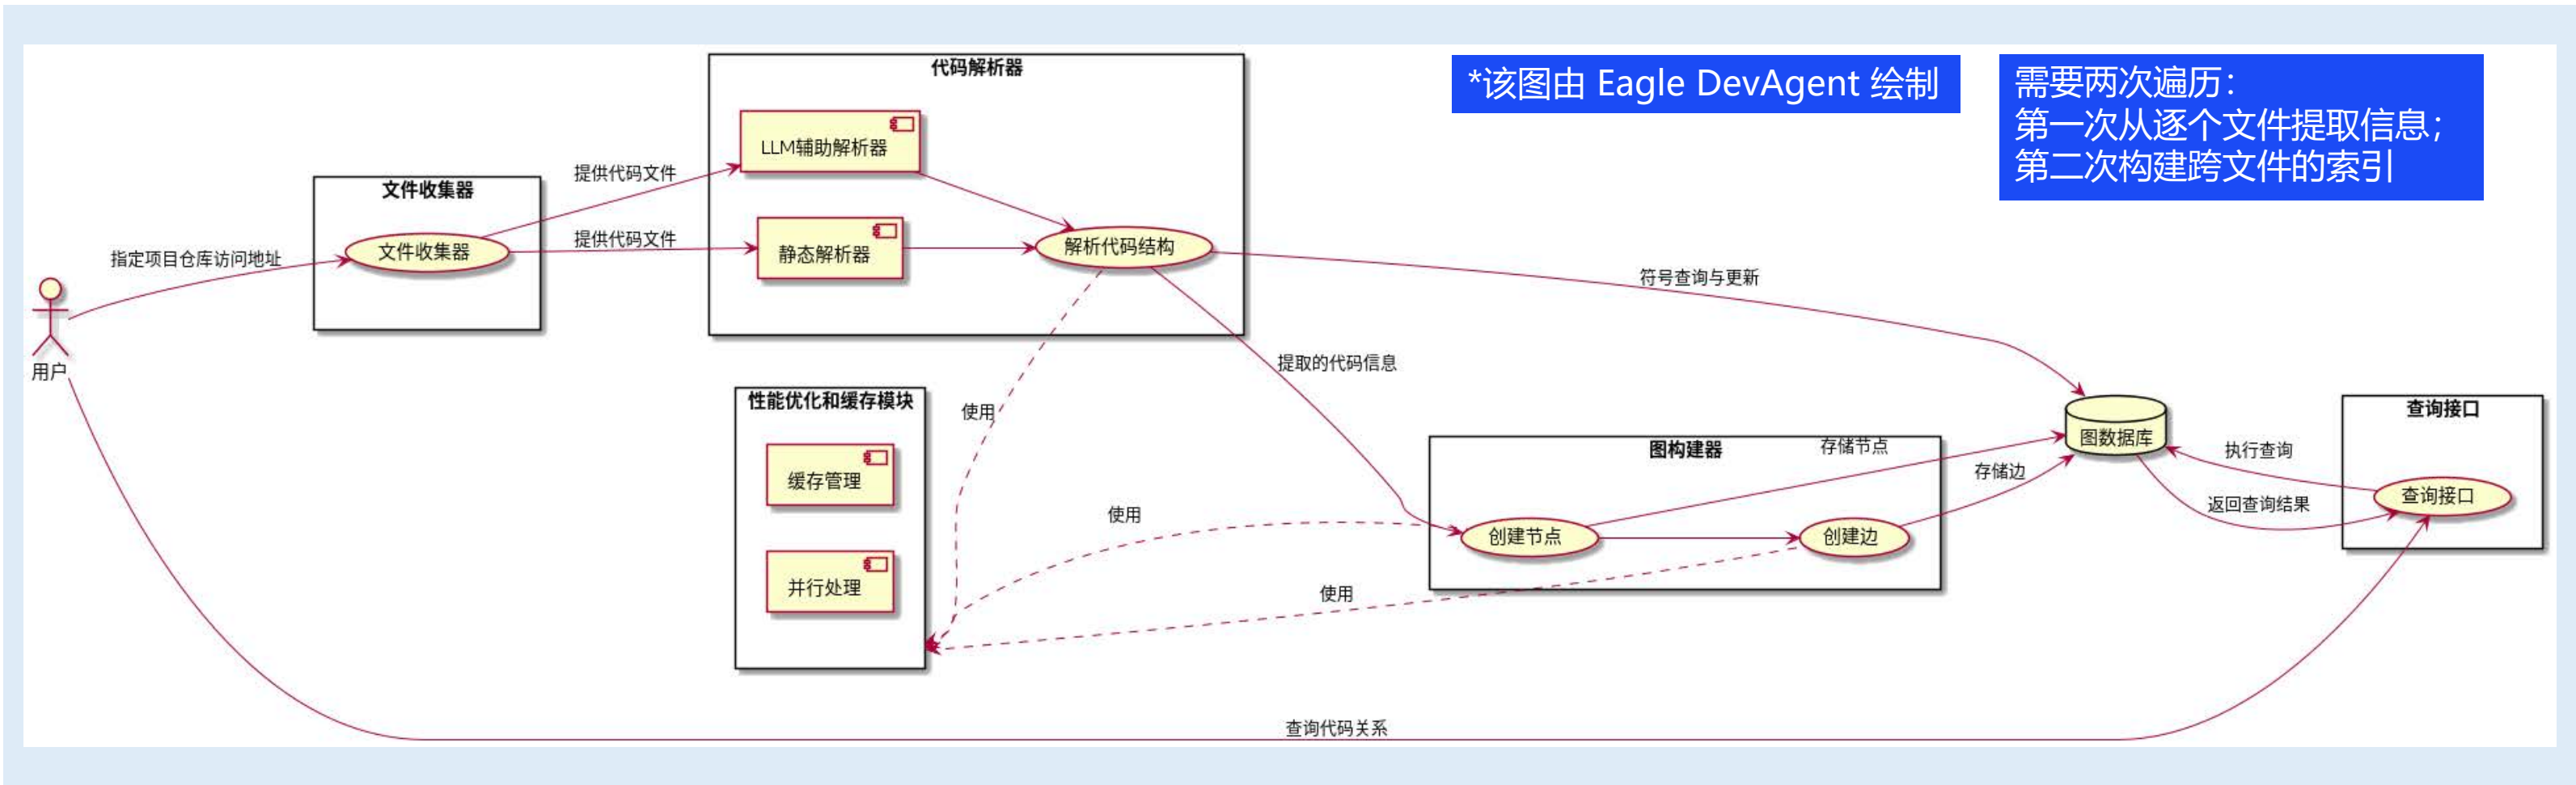 *该图由 Eagle DevAgent 绘制
需要两次遍历：
第一次从逐个文件提取信息；
第二次构建跨文件的索引
用户
指定项目仓库访问地址
文件收集器
文件收集器
提供代码文件
提供代码文件
代码解析器
LLM辅助解析器
静态解析器
解析代码结构
符号查询与更新
提取的代码信息
使用
性能优化和缓存模块
缓存管理
并行处理
使用
使用
图构建器
存储节点
创建节点
创建边
存储边
图数据库
执行查询
返回查询结果
查询接口
查询接口
查询代码关系